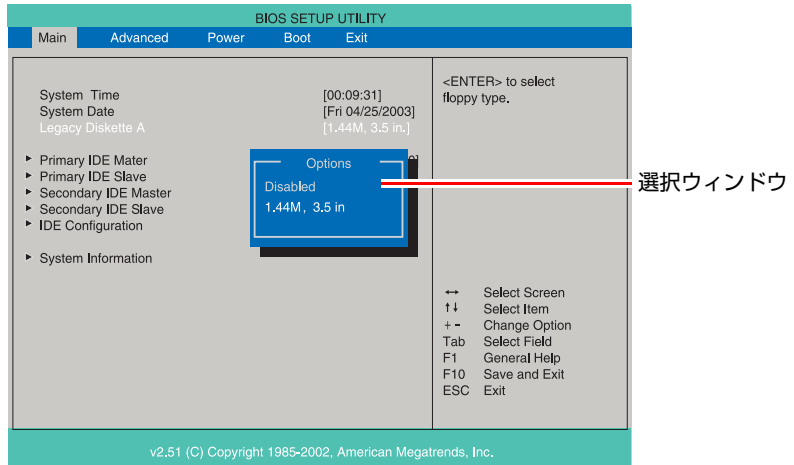 BIOS SETUP UTILITY
Main Advanced Power Boot Exit
System Time [00:09:31]
System Date [Fri 04/25/2003]
Legacy Diskette A [1.44M, 3.5 in.]
Primary IDE Mater
Primary IDE Slave
Secondary IDE Master
Secondary IDE Slave
IDE Configuration
System Information
Options
Disabled
1.44M, 3.5 in
<ENTER> to select
floppy type.
選択ウィンドウ
↔ Select Screen
↑↓ Select Item
+ - Change Option
Tab Select Field
F1 General Help
F10 Save and Exit
ESC Exit
v2.51 (C) Copyright 1985-2002, American Megatrends, Inc.